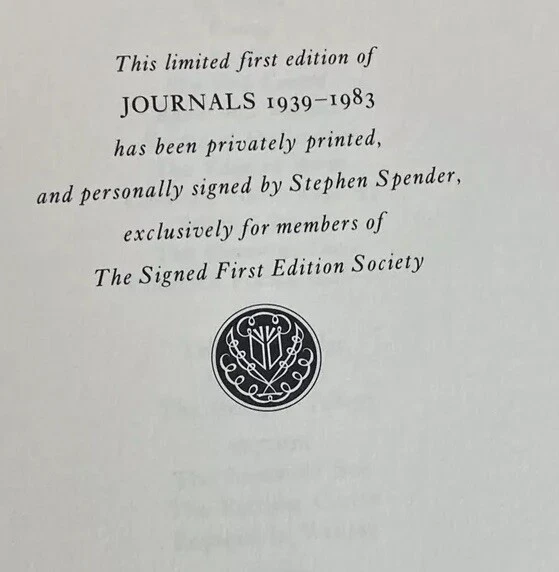 This limited first edition of
JOURNALS 1939–1983
has been privately printed,
and personally signed by Stephen Spender,
exclusively for members of
The Signed First Edition Society